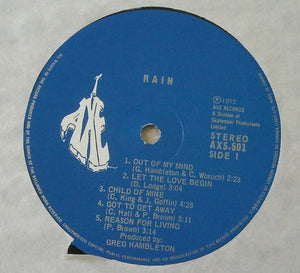 RAIN
AXE
℗ 1972
AXE RECORDS
A Division of
September Productions
Limited
STEREO
AXS.501
SIDE 1
1. OUT OF MY MIND
(G. Hambleton & C. Woroch) 2:23
2. LET THE LOVE BEGIN
(D. Lodge) 3:04
3. CHILD OF MINE
(C. King & J. Goffin) 4:28
4. GOT TO GET AWAY
(C. Hall & P. Brown) 5:11
5. REASON FOR LIVING
(P. Brown) 3:44
Produced by:
GREG HAMBLETON